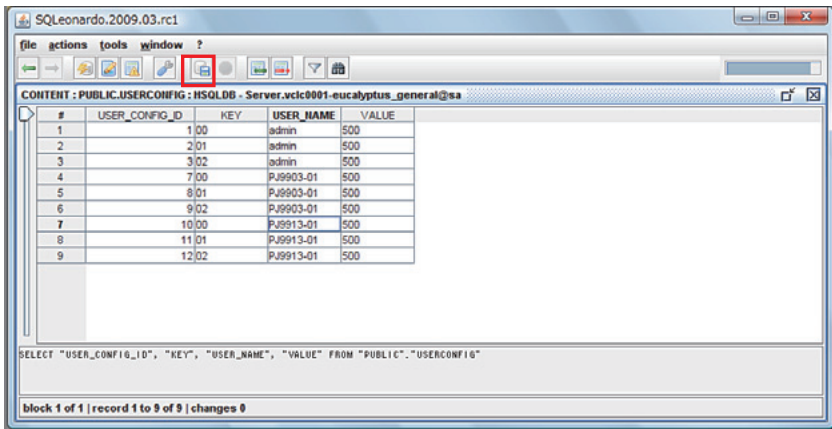 SQLeonardo.2009.03.rc1
file actions tools window ?
CONTENT : PUBLIC.USERCONFIG : HSQLDB - Server.vclc0001-eucalyptus_general@sa
# USER_CONFIG_ID KEY USER_NAME VALUE
1 1 00 admin 500
2 2 01 admin 500
3 3 02 admin 500
4 7 00 PJ9903-01 500
5 8 01 PJ9903-01 500
6 9 02 PJ9903-01 500
7 10 00 PJ9913-01 500
8 11 01 PJ9913-01 500
9 12 02 PJ9913-01 500
SELECT "USER_CONFIG_ID", "KEY", "USER_NAME", "VALUE" FROM "PUBLIC"."USERCONFIG"
block 1 of 1 | record 1 to 9 of 9 | changes 0